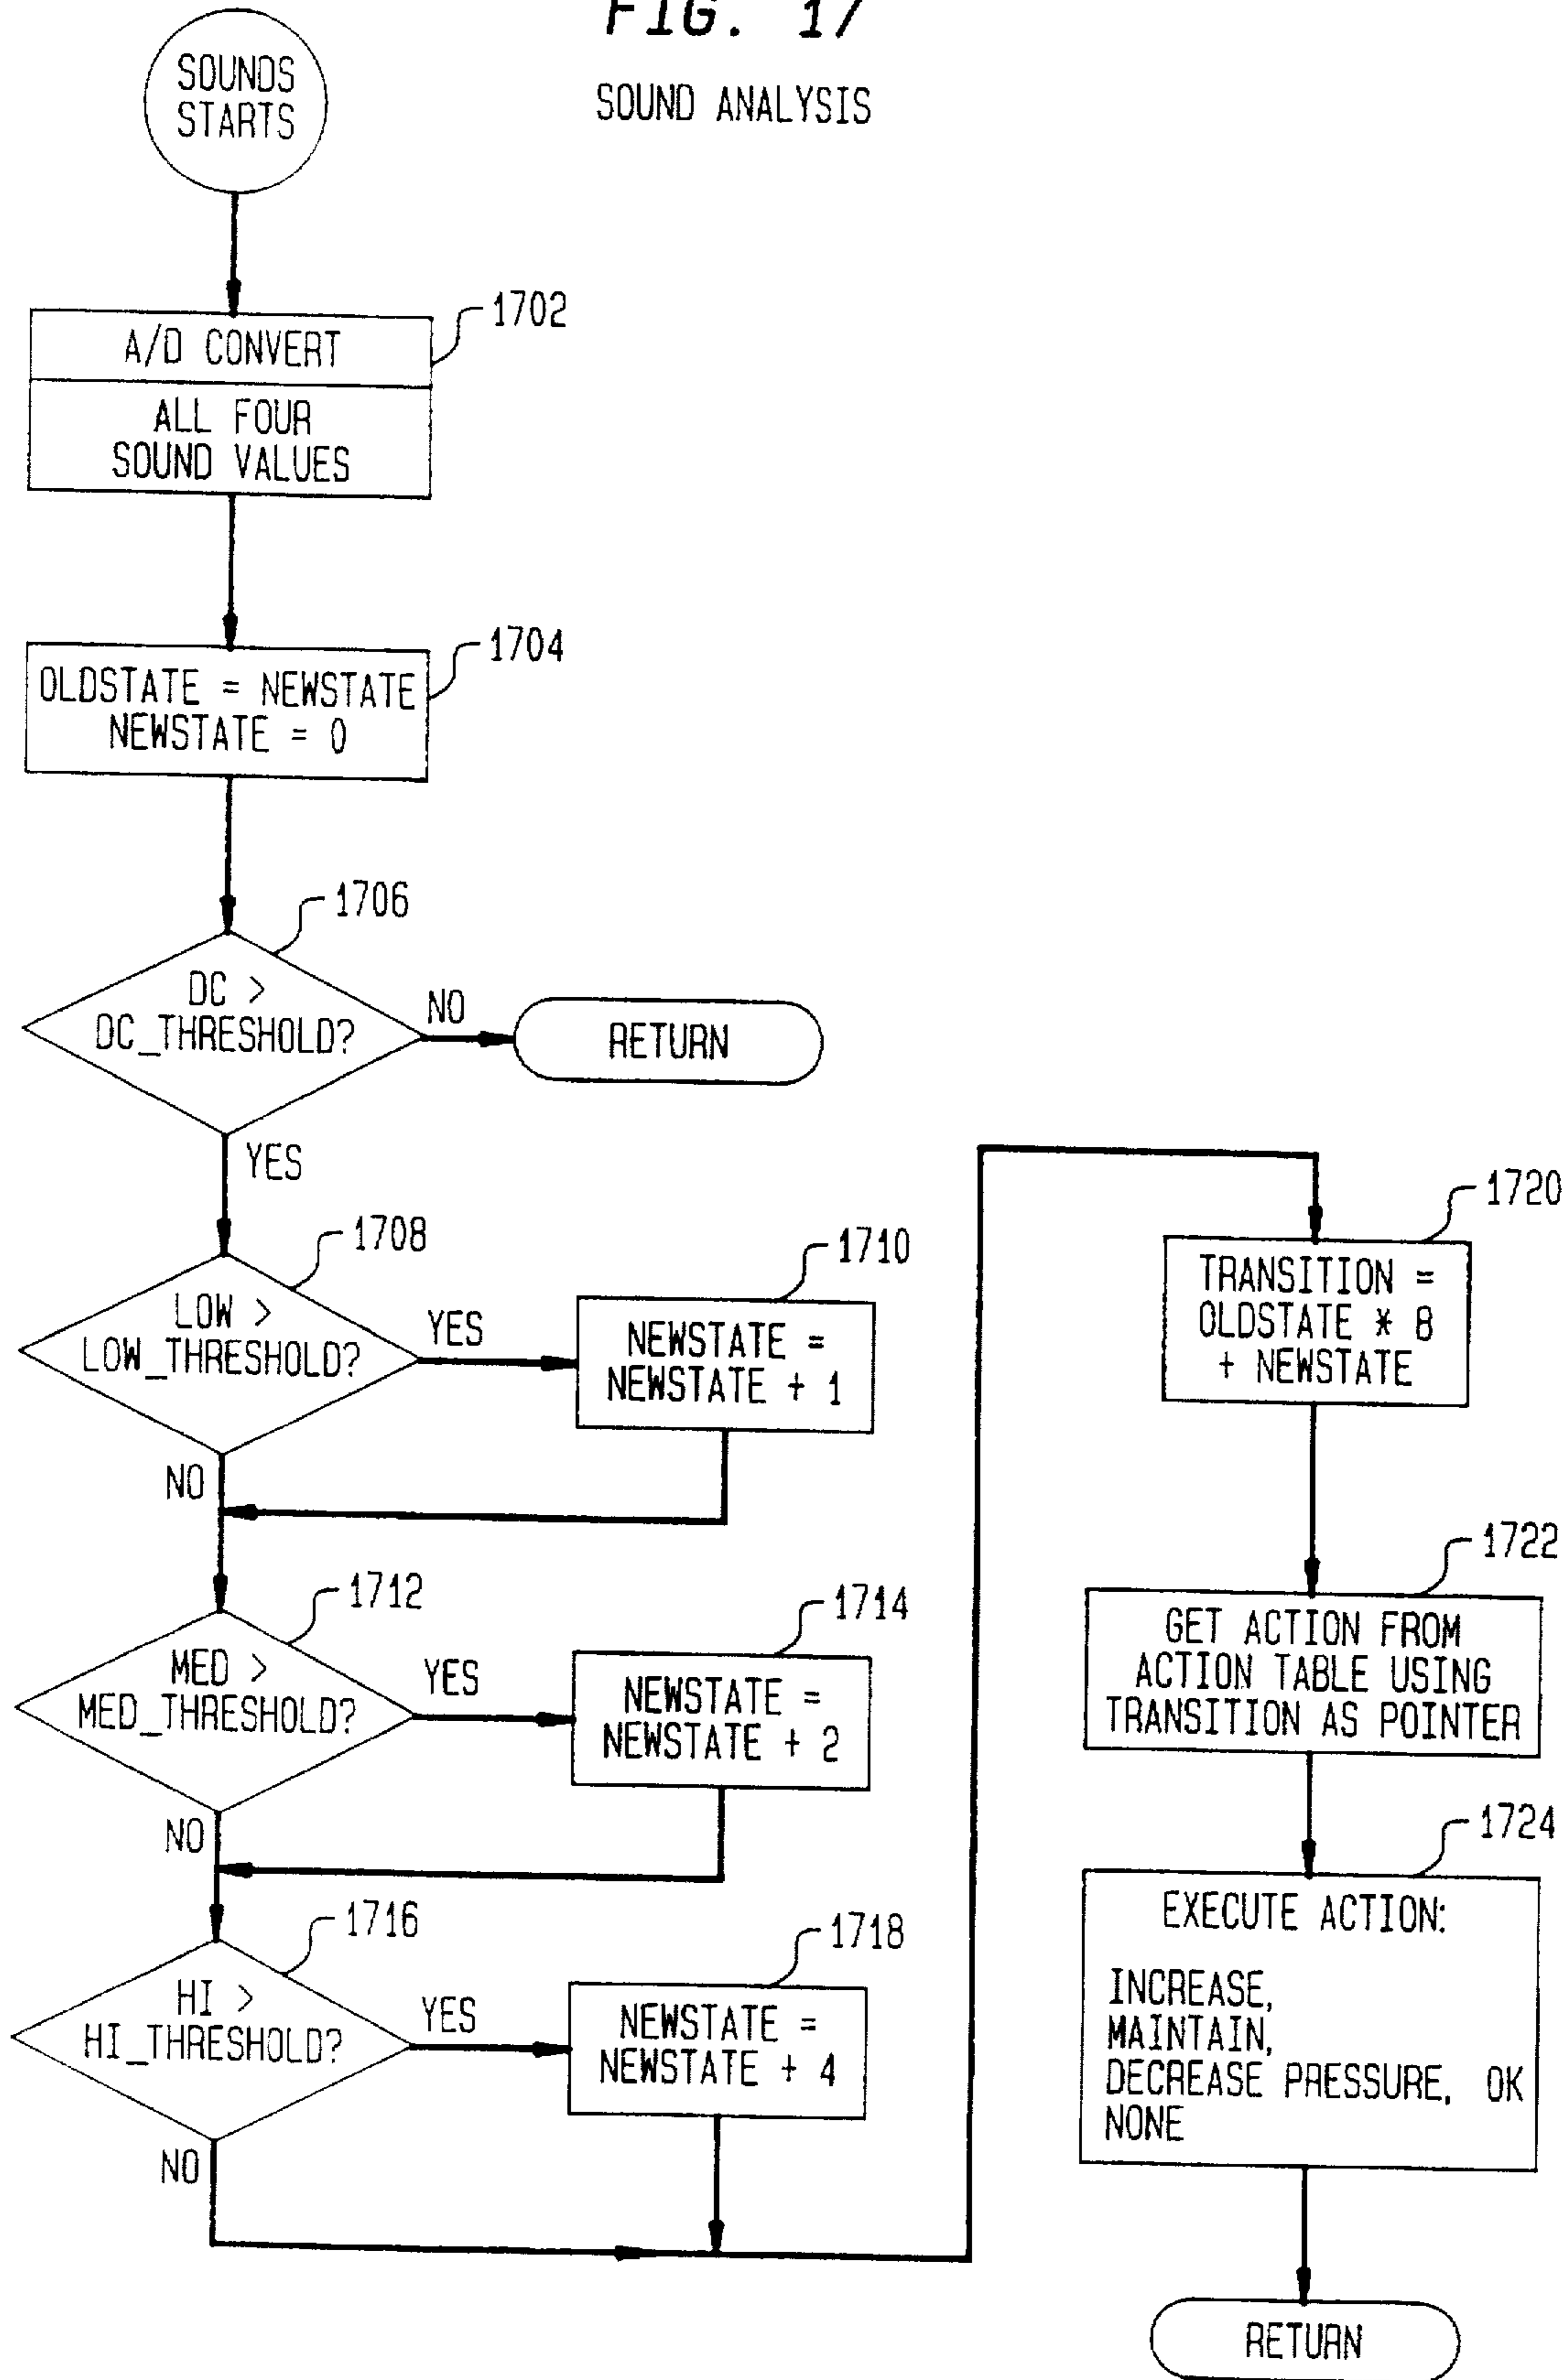 FIG. 17
SOUND ANALYSIS
SOUNDS
STARTS
1702
A/D CONVERT
ALL FOUR
SOUND VALUES
1704
OLDSTATE = NEWSTATE
NEWSTATE = 0
1706
DC >
DC_THRESHOLD?
NO
RETURN
YES
1708
LOW >
LOW_THRESHOLD?
YES
1710
NEWSTATE =
NEWSTATE + 1
NO
1712
MED >
MED_THRESHOLD?
YES
1714
NEWSTATE =
NEWSTATE + 2
NO
1716
HI >
HI_THRESHOLD?
YES
1718
NEWSTATE =
NEWSTATE + 4
NO
1720
TRANSITION =
OLDSTATE * 8
+ NEWSTATE
1722
GET ACTION FROM
ACTION TABLE USING
TRANSITION AS POINTER
1724
EXECUTE ACTION:
INCREASE,
MAINTAIN,
DECREASE PRESSURE, OK
NONE
RETURN